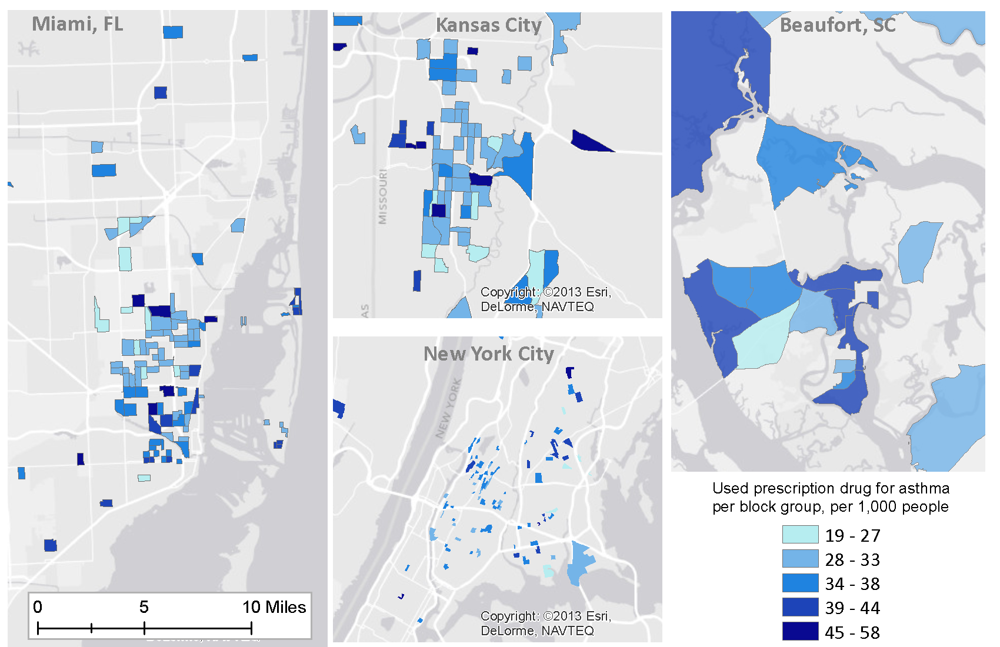 Miami, FL
0 5 10 Miles
Kansas City
MISSOURI
AS
Copyright: ©2013 Esri,
DeLorme, NAVTEQ
New York City
NEW YORK
Copyright: ©2013 Esri,
DeLorme, NAVTEQ
Beaufort, SC
Used prescription drug for asthma
per block group, per 1,000 people
19 - 27
28 - 33
34 - 38
39 - 44
45 - 58